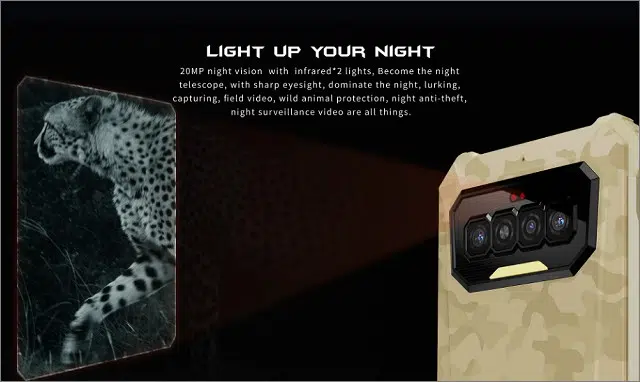 LIGHT UP YOUR NIGHT
20MP night vision with infrared*2 lights, Become the night
telescope, with sharp eyesight, dominate the night, lurking,
capturing, field video, wild animal protection, night anti-theft,
night surveillance video are all things.